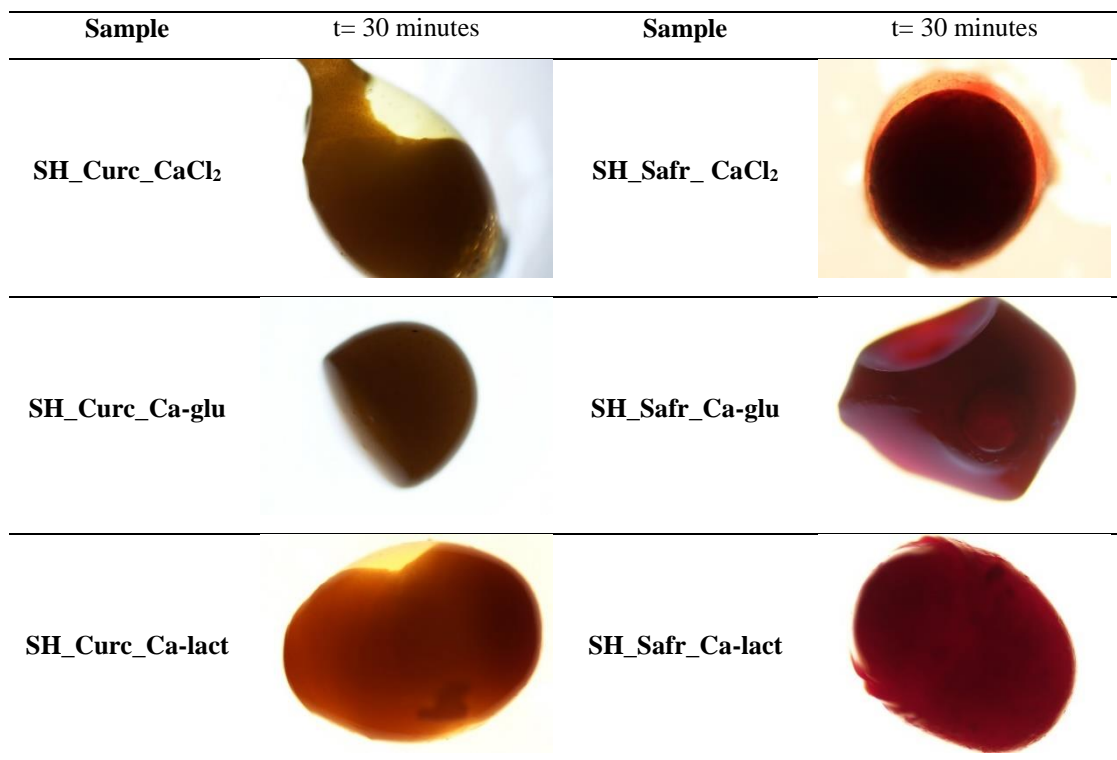 Sample t= 30 minutes Sample t= 30 minutes
SH_Curc_CaCl₂ SH_Safr_ CaCl₂
SH_Curc_Ca-glu SH_Safr_Ca-glu
SH_Curc_Ca-lact SH_Safr_Ca-lact